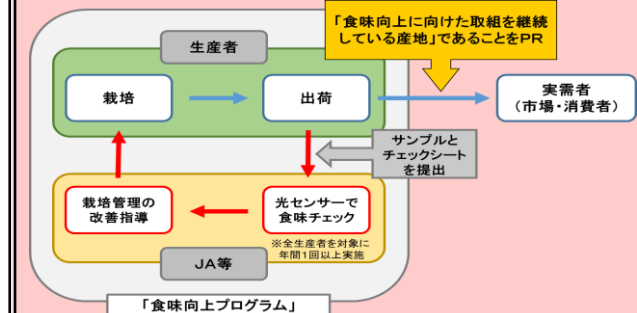 「食味向上に向けた取組を継続
している産地」であることをPR
生産者
栽培
出荷
実需者
（市場・消費者）
サンプルと
チェックシート
を提出
栽培管理の
改善指導
光センサーで
食味チェック
※全生産者を対象に
年間1回以上実施
JA等
「食味向上プログラム」